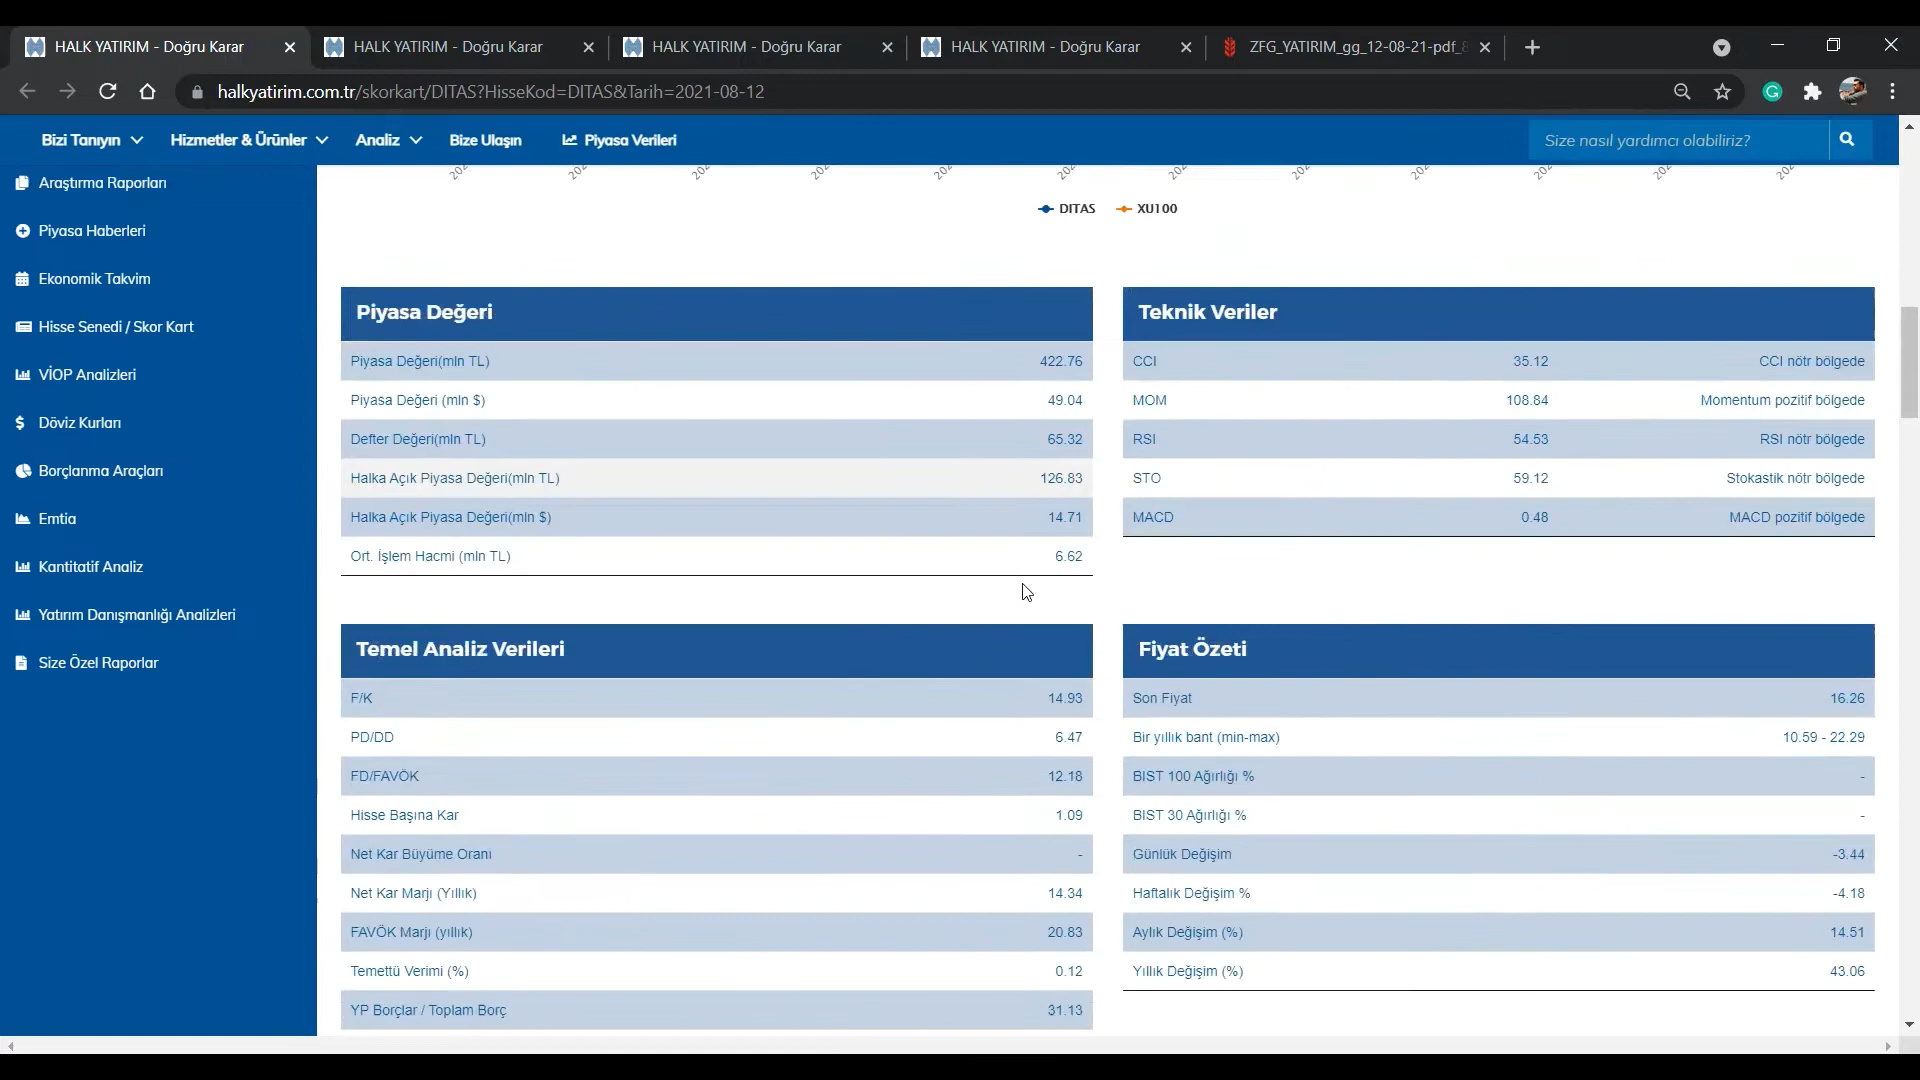 HALK YATIRIM - Doğru Karar
HALK YATIRIM - Doğru Karar
HALK YATIRIM - Doğru Karar
HALK YATIRIM - Doğru Karar
ZFG_YATIRIM_gg_12-08-21-pdf_
halkyatirim.com.tr/skorkart/DITAS?HisseKod=DITAS&Tarih=2021-08-12
Bizi Tanıyın
Hizmetler & Ürünler
Analiz
Bize Ulaşın
Piyasa Verileri
Size nasıl yardımcı olabiliriz?
Araştırma Raporları
Piyasa Haberleri
Ekonomik Takvim
Hisse Senedi / Skor Kart
VİOP Analizleri
Döviz Kurları
Borçlanma Araçları
Emtia
Kantitatif Analiz
Yatırım Danışmanlığı Analizleri
Size Özel Raporlar
DITAS XU100
Piyasa Değeri
Piyasa Değeri(mln TL) 422.76
Piyasa Değeri (mln $) 49.04
Defter Değeri(mln TL) 65.32
Halka Açık Piyasa Değeri(mln TL) 126.83
Halka Açık Piyasa Değeri(mln $) 14.71
Ort. İşlem Hacmi (mln TL) 6.62
Teknik Veriler
CCI 35.12 CCI nötr bölgede
MOM 108.84 Momentum pozitif bölgede
RSI 54.53 RSI nötr bölgede
STO 59.12 Stokastik nötr bölgede
MACD 0.48 MACD pozitif bölgede
Temel Analiz Verileri
F/K 14.93
PD/DD 6.47
FD/FAVÖK 12.18
Hisse Başına Kar 1.09
Net Kar Büyüme Oranı -
Net Kar Marjı (Yıllık) 14.34
FAVÖK Marjı (yıllık) 20.83
Temettü Verimi (%) 0.12
YP Borçlar / Toplam Borç 31.13
Fiyat Özeti
Son Fiyat 16.26
Bir yıllık bant (min-max) 10.59 - 22.29
BIST 100 Ağırlığı % -
BIST 30 Ağırlığı % -
Günlük Değişim -3.44
Haftalık Değişim % -4.18
Aylık Değişim (%) 14.51
Yıllık Değişim (%) 43.06